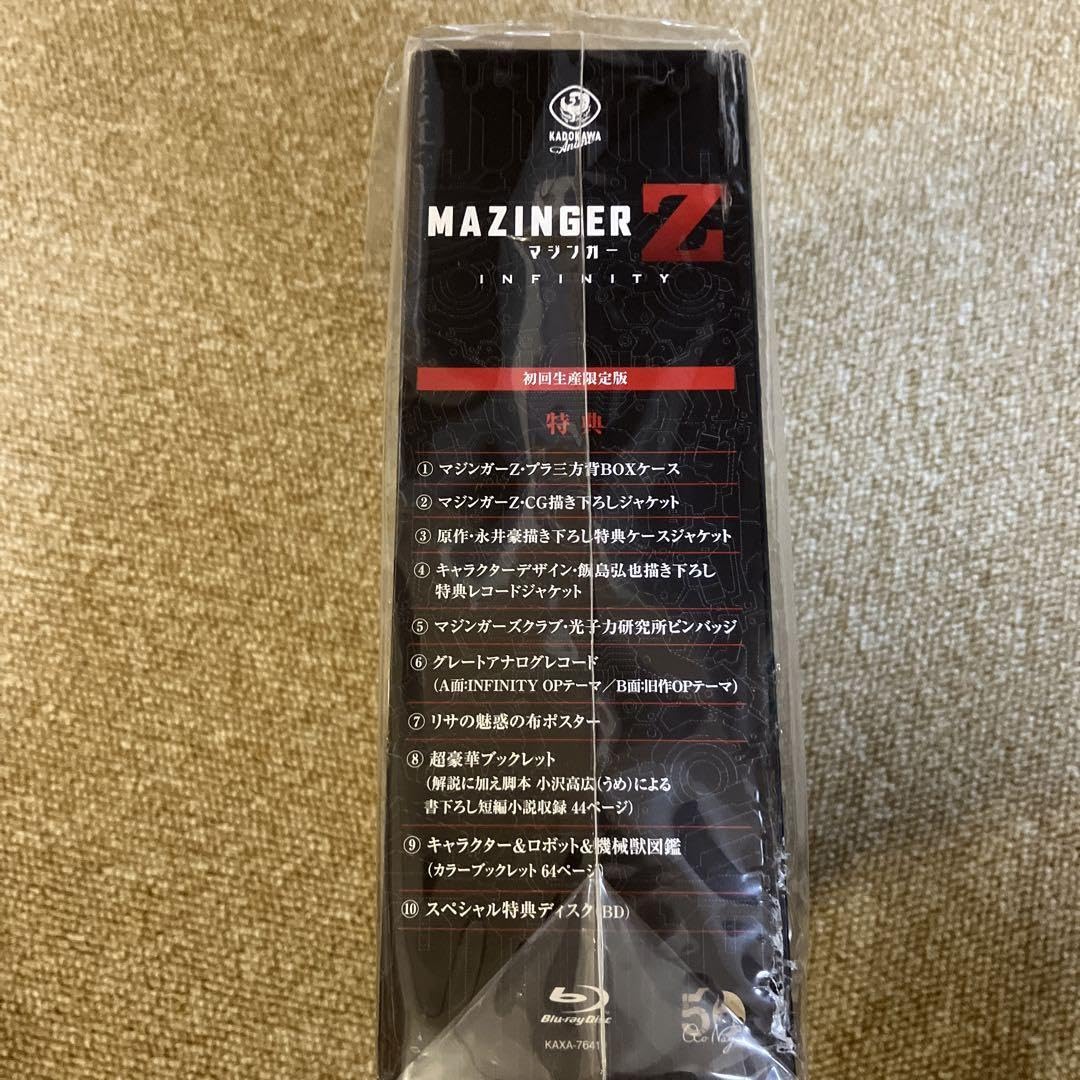 KADOKAWA
Anime
MAZINGER Z
マジンガー
INFINITY
初回生産限定版
特典
① マジンガーZ・プラ三方背BOXケース
② マジンガーZ・CG描き下ろしジャケット
③ 原作・永井豪描き下ろし特典ケースジャケット
④ キャラクターデザイン・飯島弘也描き下ろし
特典レコードジャケット
⑤ マジンガーズクラブ・光子力研究所ピンバッジ
⑥ グレートアナログレコード
(A面:INFINITY OPテーマ/B面:旧作OPテーマ)
⑦ リサの魅惑の布ポスター
⑧ 超豪華ブックレット
(解説に加え脚本 小沢高広(うめ)による
書下ろし短編小説収録 44ページ)
⑨ キャラクター&ロボット&機械獣図鑑
(カラーブックレット 64ページ)
⑩ スペシャル特典ディスク(BD)
Blu-ray Disc
50
KAXA-7641